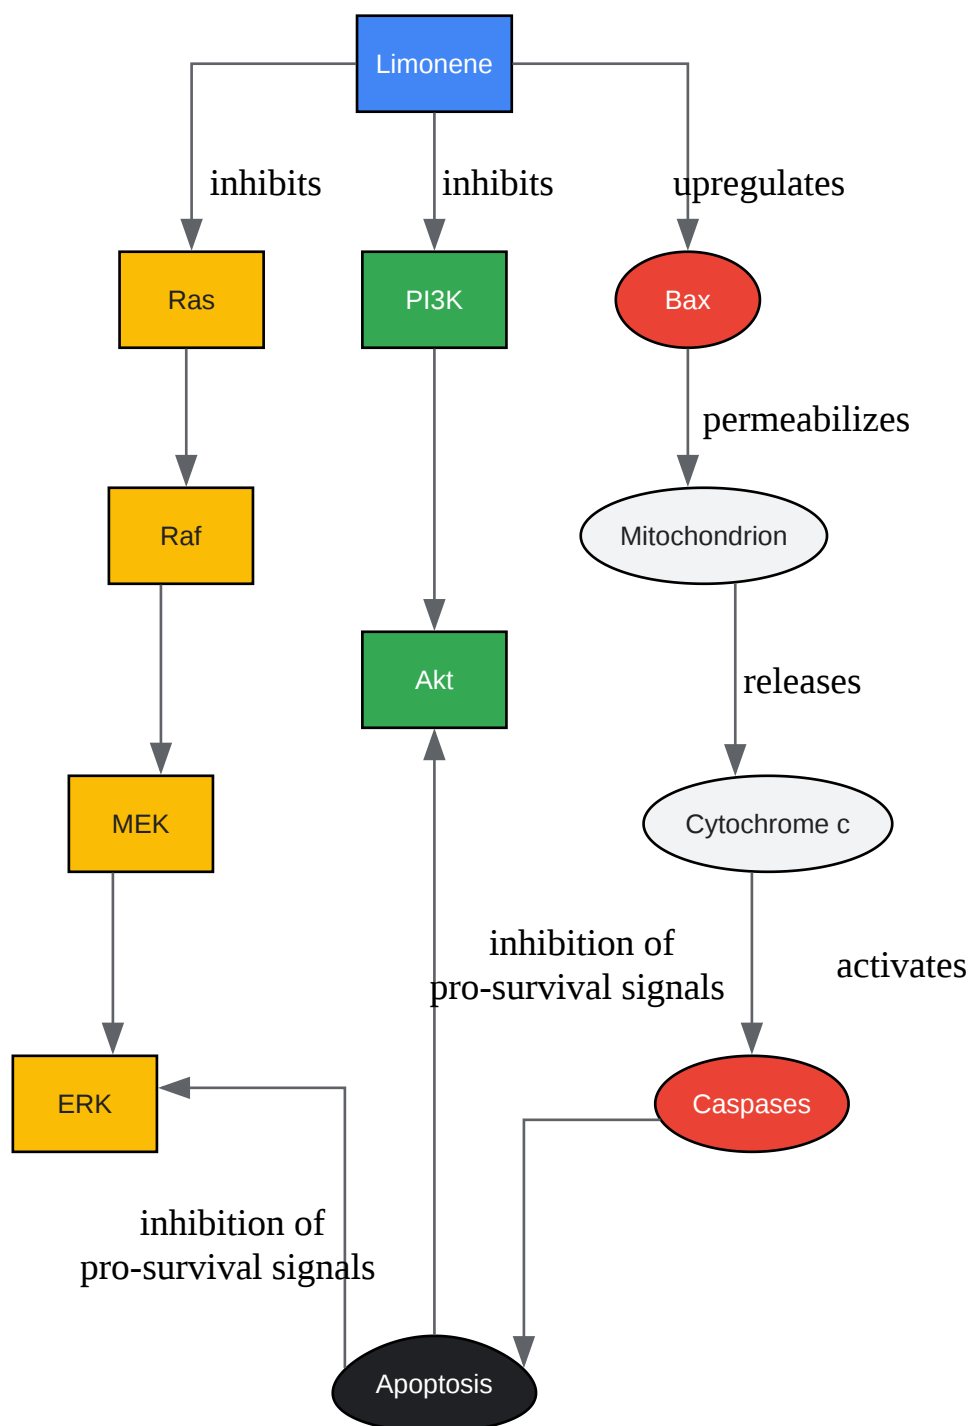 Limonene
inhibits
inhibits
upregulates
Ras
PI3K
Bax
permeabilizes
Raf
Mitochondrion
Akt
releases
MEK
Cytochrome c
inhibition of
pro-survival signals
activates
ERK
Caspases
inhibition of
pro-survival signals
Apoptosis